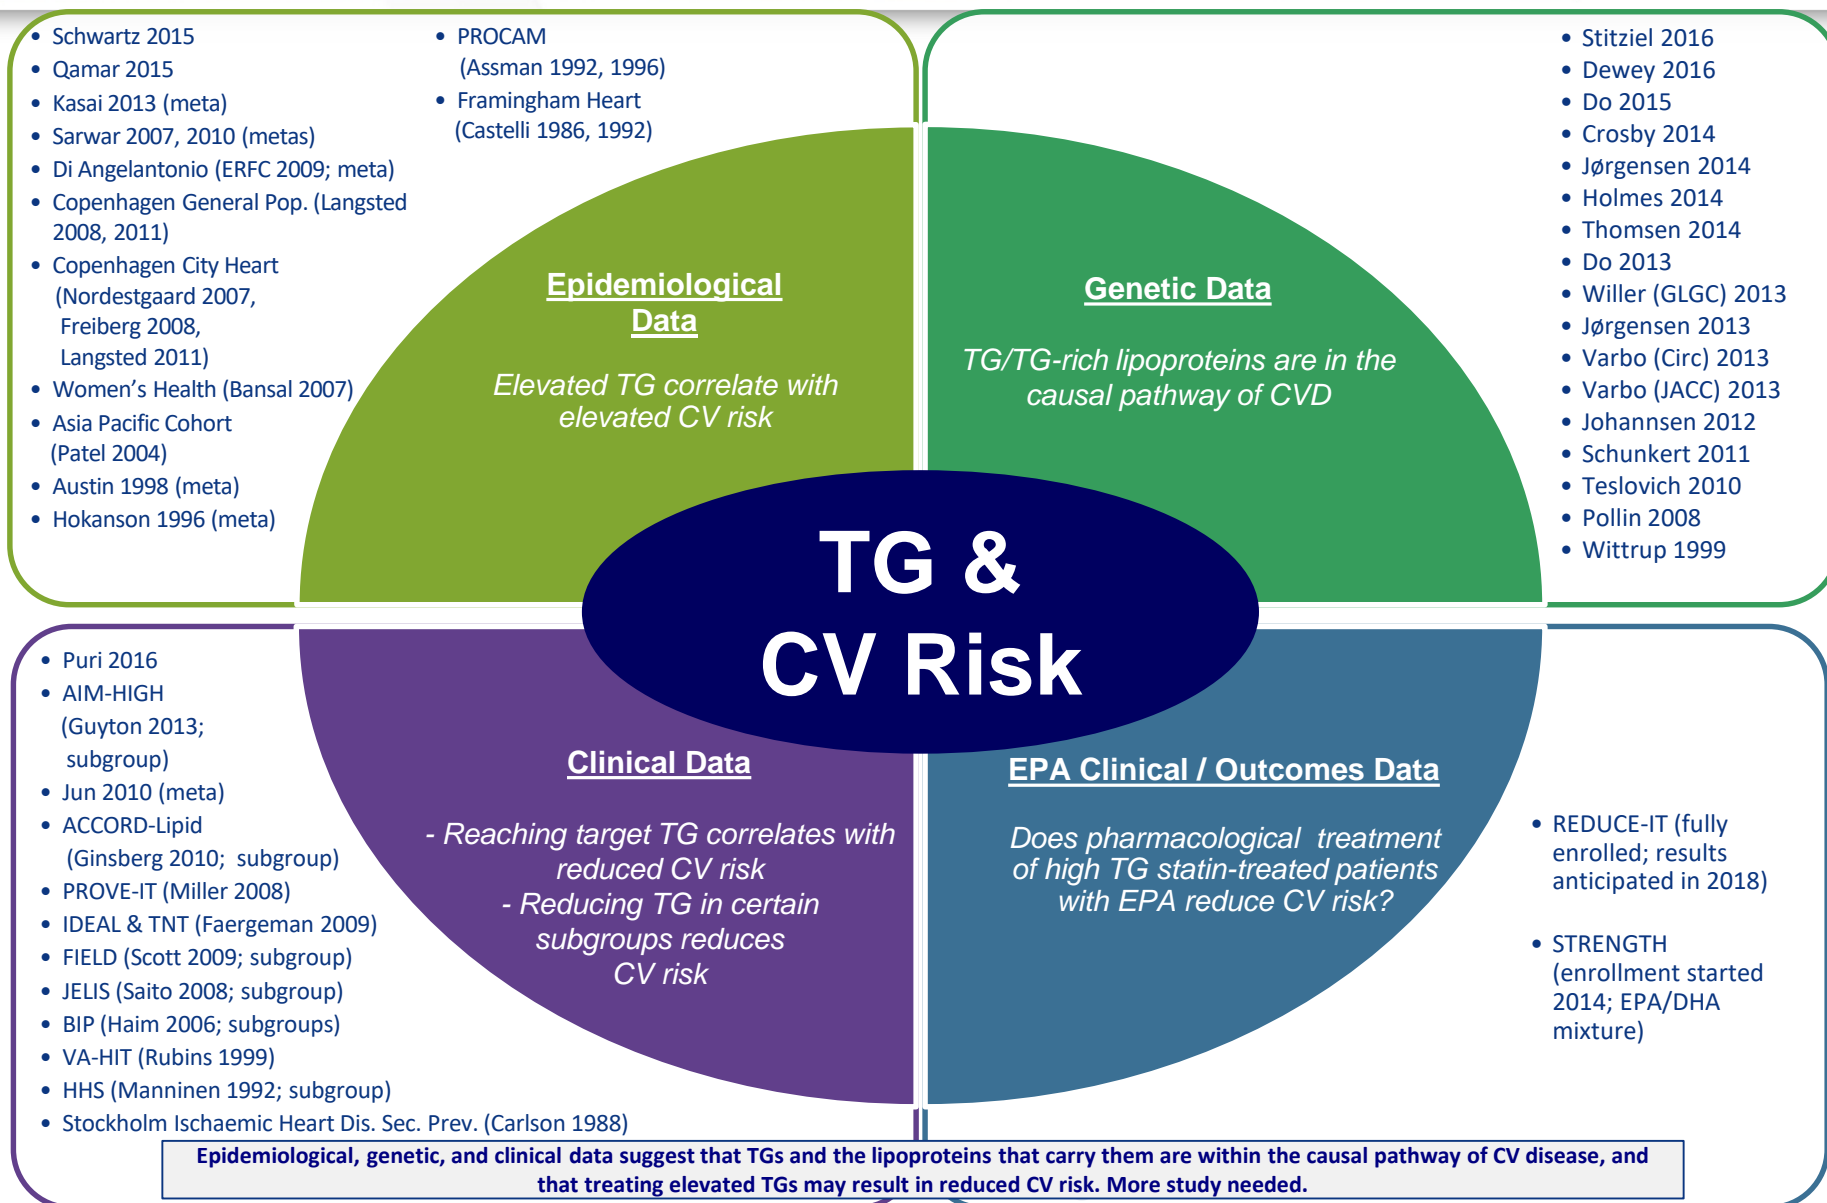 • Schwartz 2015
• Qamar 2015
• Kasai 2013 (meta)
• Sarwar 2007, 2010 (metas)
• Di Angelantonio (ERFC 2009; meta)
• Copenhagen General Pop. (Langsted
2008, 2011)
• Copenhagen City Heart
(Nordestgaard 2007,
Freiberg 2008,
Langsted 2011)
• Women’s Health (Bansal 2007)
• Asia Pacific Cohort
(Patel 2004)
• Austin 1998 (meta)
• Hokanson 1996 (meta)
• PROCAM
(Assman 1992, 1996)
• Framingham Heart
(Castelli 1986, 1992)
Epidemiological
Data
Elevated TG correlate with
elevated CV risk
Genetic Data
TG/TG-rich lipoproteins are in the
causal pathway of CVD
• Stitziel 2016
• Dewey 2016
• Do 2015
• Crosby 2014
• Jørgensen 2014
• Holmes 2014
• Thomsen 2014
• Do 2013
• Willer (GLGC) 2013
• Jørgensen 2013
• Varbo (Circ) 2013
• Varbo (JACC) 2013
• Johannsen 2012
• Schunkert 2011
• Teslovich 2010
• Pollin 2008
• Wittrup 1999
TG &
CV Risk
• Puri 2016
• AIM-HIGH
(Guyton 2013;
subgroup)
• Jun 2010 (meta)
• ACCORD-Lipid
(Ginsberg 2010; subgroup)
• PROVE-IT (Miller 2008)
• IDEAL & TNT (Faergeman 2009)
• FIELD (Scott 2009; subgroup)
• JELIS (Saito 2008; subgroup)
• BIP (Haim 2006; subgroups)
• VA-HIT (Rubins 1999)
• HHS (Manninen 1992; subgroup)
• Stockholm Ischaemic Heart Dis. Sec. Prev. (Carlson 1988)
Clinical Data
- Reaching target TG correlates with
reduced CV risk
- Reducing TG in certain
subgroups reduces
CV risk
EPA Clinical / Outcomes Data
Does pharmacological treatment
of high TG statin-treated patients
with EPA reduce CV risk?
• REDUCE-IT (fully
enrolled; results
anticipated in 2018)
• STRENGTH
(enrollment started
2014; EPA/DHA
mixture)
Epidemiological, genetic, and clinical data suggest that TGs and the lipoproteins that carry them are within the causal pathway of CV disease, and
that treating elevated TGs may result in reduced CV risk. More study needed.